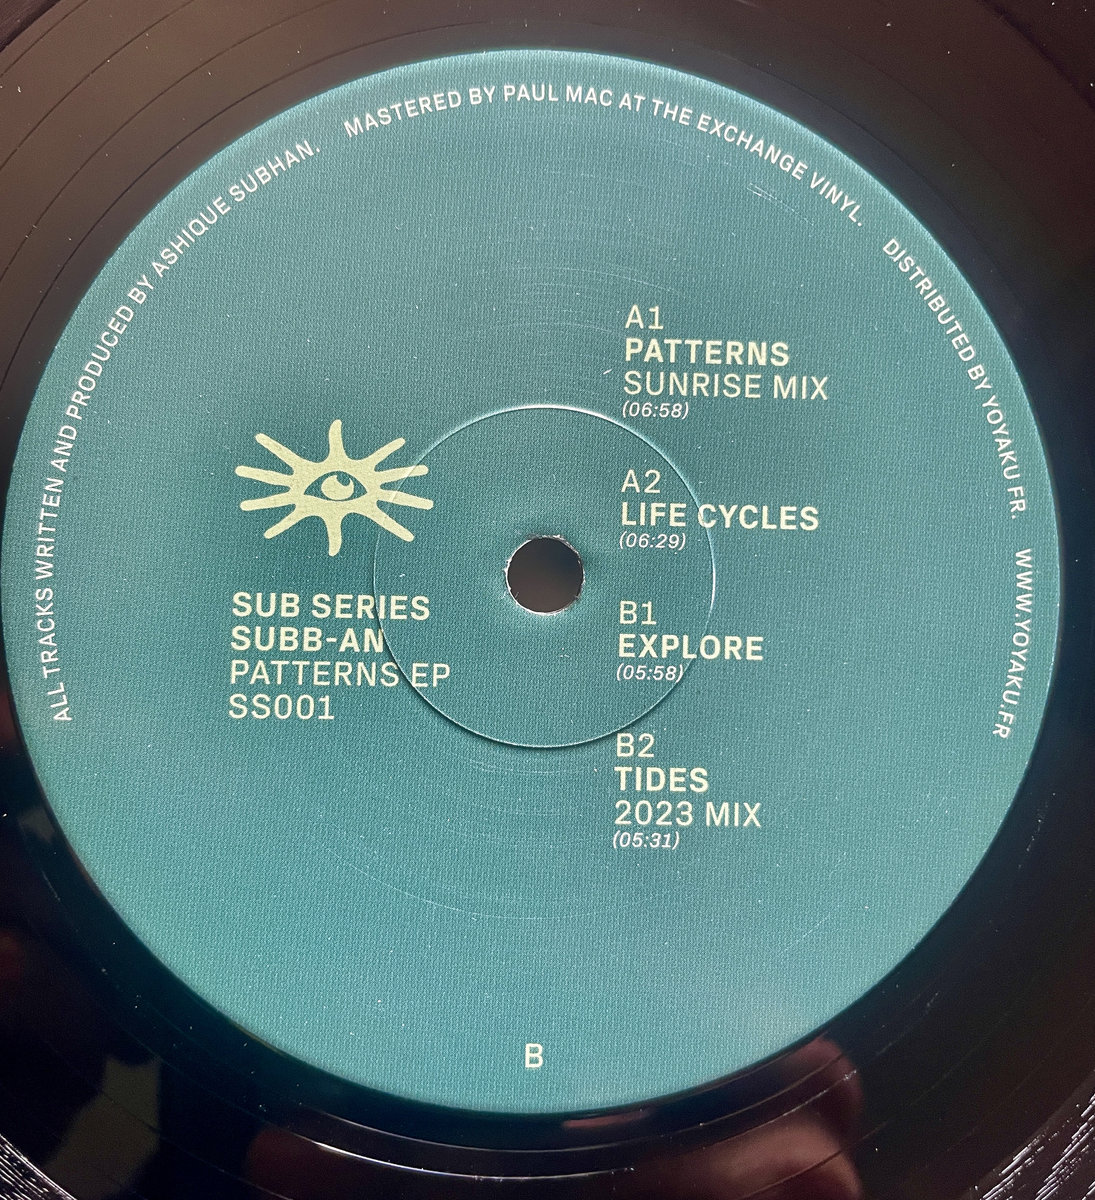 ALL TRACKS WRITTEN AND PRODUCED BY ASHIQUE SUBHAN. MASTERED BY PAUL MAC AT THE EXCHANGE VINYL. DISTRIBUTED BY YOYAKU FR. WWW.YOYAKU.FR
SUB SERIES
SUBB-AN
PATTERNS EP
SS001
A1
PATTERNS
SUNRISE MIX
(06:58)
A2
LIFE CYCLES
(06:29)
B1
EXPLORE
(05:58)
B2
TIDES
2023 MIX
(05:31)
B